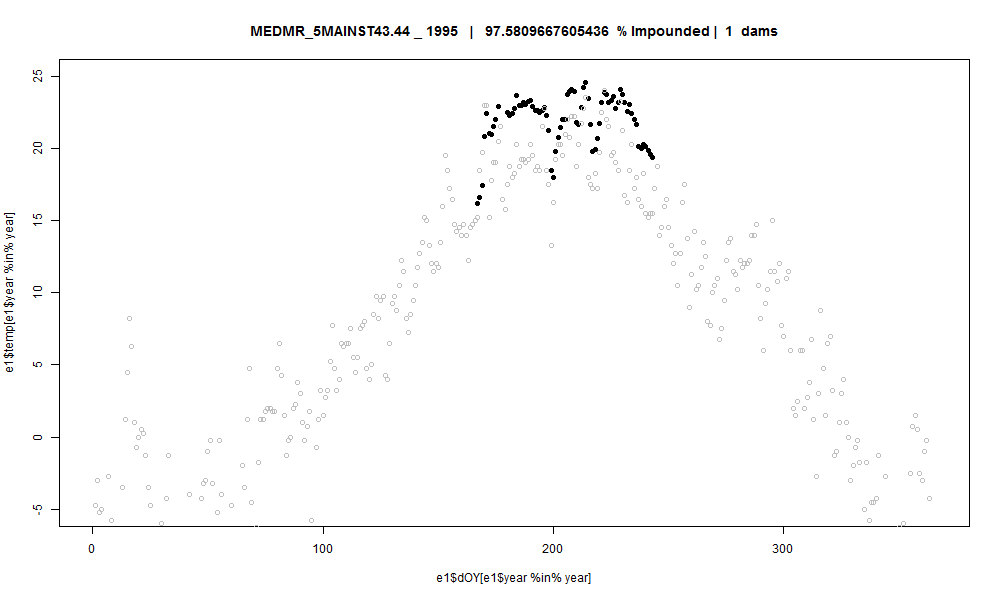 MEDMR_5MAINST43.44 _ 1995 | 97.5809667605436 % Impounded | 1 dams
e1$temp[e1$year %in% year]
25
20
15
10
5
0
-5
0 100 200 300
e1$dOY[e1$year %in% year]